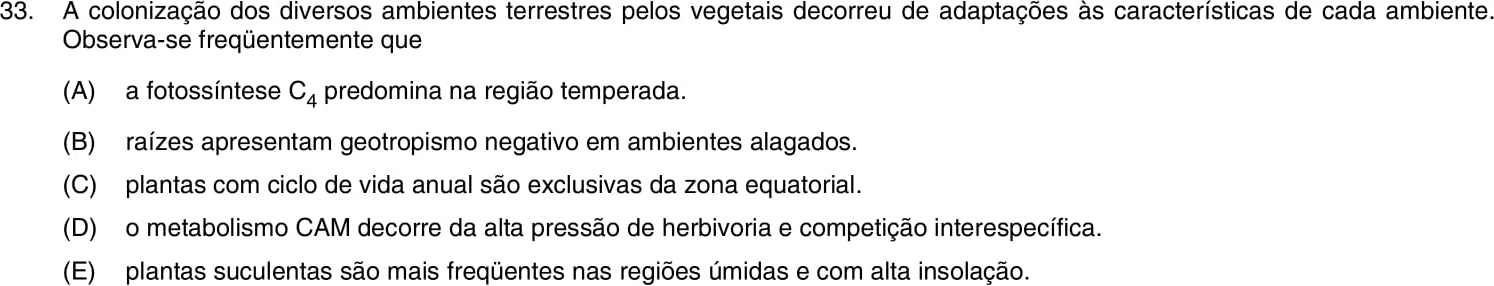 33. A colonização dos diversos ambientes terrestres pelos vegetais decorreu de adaptações às características de cada ambiente.
Observa-se freqüentemente que
(A) a fotossíntese C₄ predomina na região temperada.
(B) raízes apresentam geotropismo negativo em ambientes alagados.
(C) plantas com ciclo de vida anual são exclusivas da zona equatorial.
(D) o metabolismo CAM decorre da alta pressão de herbivoria e competição interespecífica.
(E) plantas suculentas são mais freqüentes nas regiões úmidas e com alta insolação.